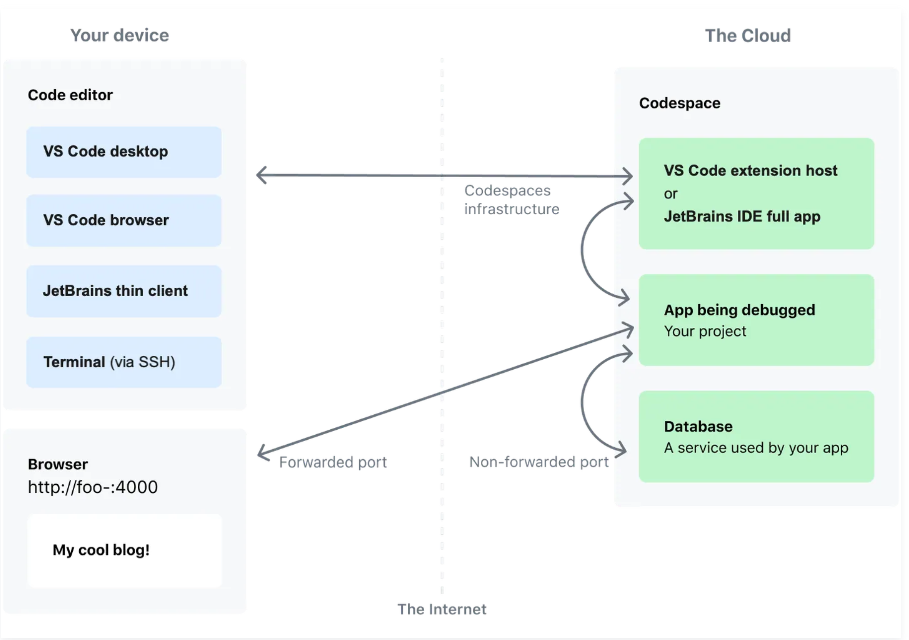 Your device
Code editor
VS Code desktop
VS Code browser
JetBrains thin client
Terminal (via SSH)
Browser
http://foo-:4000
My cool blog!
Codespaces
infrastructure
Forwarded port
Non-forwarded port
The Internet
The Cloud
Codespace
VS Code extension host
or
JetBrains IDE full app
App being debugged
Your project
Database
A service used by your app